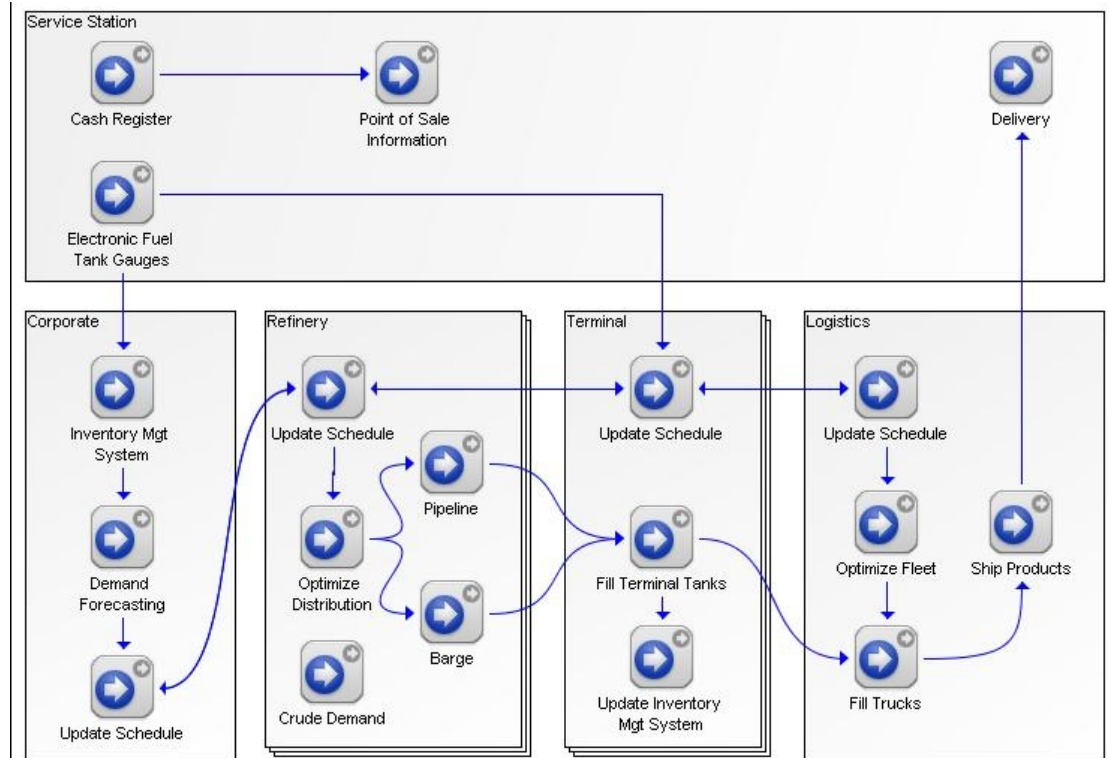 Service Station
Cash Register
Point of Sale
Information
Delivery
Electronic Fuel
Tank Gauges
Corporate
Inventory Mgt
System
Demand
Forecasting
Update Schedule
Refinery
Update Schedule
Pipeline
Optimize
Distribution
Barge
Crude Demand
Terminal
Update Schedule
Fill Terminal Tanks
Update Inventory
Mgt System
Logistics
Update Schedule
Optimize Fleet
Ship Products
Fill Trucks